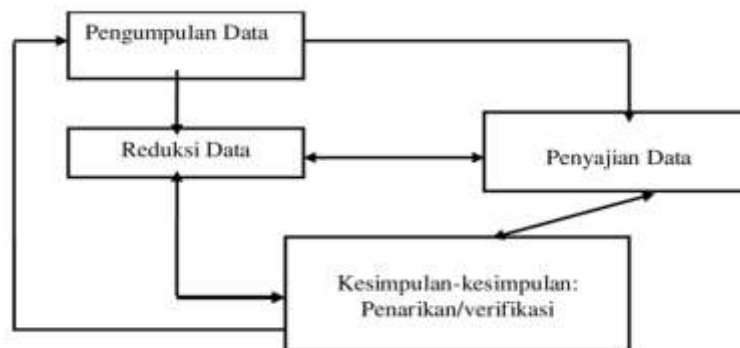 Pengumpulan Data
Reduksi Data
Penyajian Data
Kesimpulan-kesimpulan:
Penarikan/verifikasi